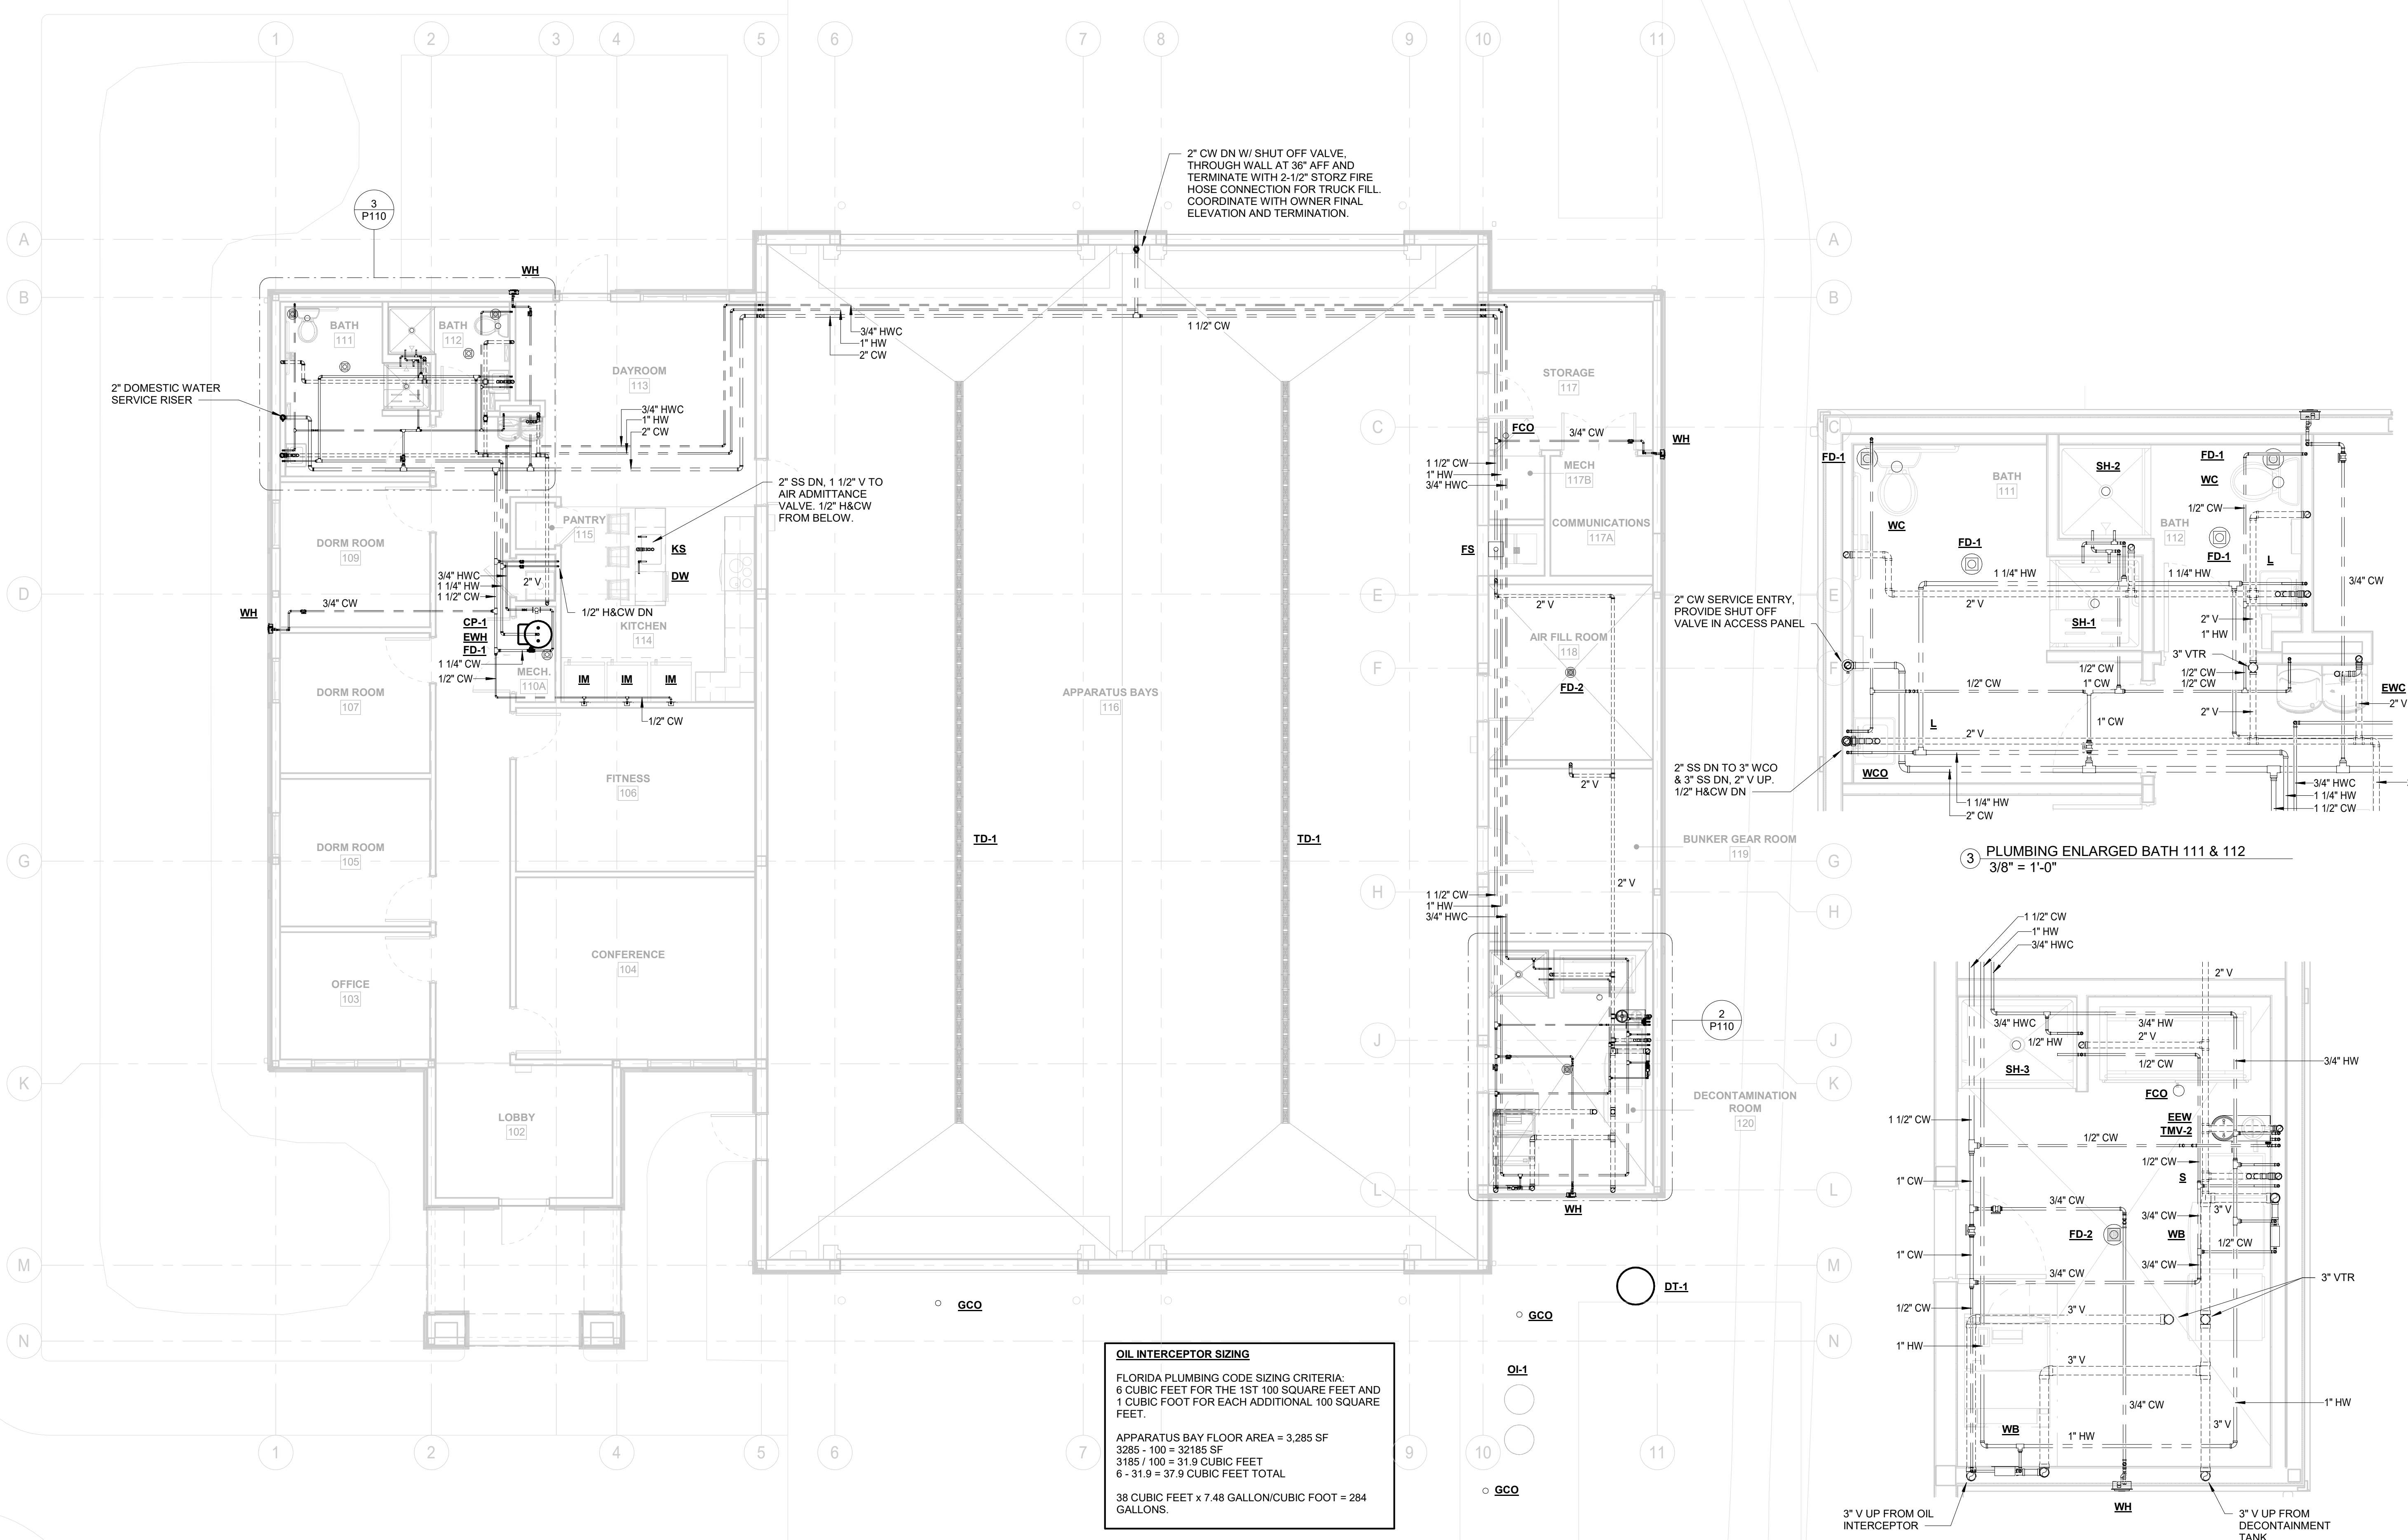 1
2
3
4
5
6
7
8
9
10
11
A
A
B
B
3
P110
2" CW DN W/ SHUT OFF VALVE,
THROUGH WALL AT 36" AFF AND
TERMINATE WITH 2-1/2" STORZ FIRE
HOSE CONNECTION FOR TRUCK FILL.
COORDINATE WITH OWNER FINAL
ELEVATION AND TERMINATION.
WH
BATH
111
BATH
112
2" DOMESTIC WATER
SERVICE RISER
DAYROOM
113
3/4" HWC
1" HW
2" CW
3/4" HWC
1" HW
2" CW
1 1/2" CW
2" SS DN, 1 1/2" V TO
AIR ADMITTANCE
VALVE. 1/2" H&CW
FROM BELOW.
PANTRY
115
DORM ROOM
109
KS
DW
3/4" HWC
1 1/4" HW
1 1/2" CW
2" V
1/2" H&CW DN
D
WH
3/4" CW
CP-1
EWH
FD-1
KITCHEN
114
1 1/4" CW
1/2" CW
MECH.
110A
IM
IM
IM
1/2" CW
DORM ROOM
107
FITNESS
106
DORM ROOM
105
G
CONFERENCE
104
OFFICE
103
K
LOBBY
102
M
N
APPARATUS BAYS
116
TD-1
TD-1
STORAGE
117
C
C
FCO
3/4" CW
WH
1 1/2" CW
1" HW
3/4" HWC
MECH
117B
COMMUNICATIONS
117A
FS
E
E
2" V
AIR FILL ROOM
118
F
F
FD-2
2" V
BUNKER GEAR ROOM
119
G
H
H
2" V
1 1/2" CW
1" HW
3/4" HWC
2
P110
J
J
K
DECONTAMINATION
ROOM
120
L
L
WH
M
DT-1
GCO
GCO
N
OI-1
GCO
1
2
4
5
6
7
8
9
10
11
OIL INTERCEPTOR SIZING
FLORIDA PLUMBING CODE SIZING CRITERIA:
6 CUBIC FEET FOR THE 1ST 100 SQUARE FEET AND
1 CUBIC FOOT FOR EACH ADDITIONAL 100 SQUARE
FEET.
APPARATUS BAY FLOOR AREA = 3,285 SF
3285 - 100 = 32185 SF
3185 / 100 = 31.9 CUBIC FEET
6 - 31.9 = 37.9 CUBIC FEET TOTAL
38 CUBIC FEET x 7.48 GALLON/CUBIC FOOT = 284
GALLONS.
FD-1
BATH
111
SH-2
FD-1
WC
WC
1/2" CW
BATH
112
FD-1
FD-1
L
1 1/4" HW
1 1/4" HW
3/4" CW
2" CW SERVICE ENTRY,
PROVIDE SHUT OFF
VALVE IN ACCESS PANEL
2" V
2" V
SH-1
2" V
1" HW
3" VTR
1/2" CW
1/2" CW
1/2" CW
1" CW
1/2" CW
EWC
2" V
2" V
L
1" CW
2" V
2" SS DN TO 3" WCO
& 3" SS DN, 2" V UP.
1/2" H&CW DN
WCO
3/4" HWC
1 1/4" HW
1 1/2" CW
1 1/4" HW
2" CW
3
PLUMBING ENLARGED BATH 111 & 112
3/8" = 1'-0"
1 1/2" CW
1" HW
3/4" HWC
2" V
3/4" HWC
3/4" HW
1/2" HW
2" V
3/4" HW
SH-3
1/2" CW
FCO
1 1/2" CW
EEW
TMV-2
1/2" CW
1/2" CW
1" CW
S
3/4" CW
3" V
3/4" CW
FD-2
WB
1/2" CW
1" CW
3/4" CW
3/4" CW
3" VTR
1/2" CW
3" V
1" HW
3" V
3/4" CW
1" HW
WB
3" V
1" HW
WH
3" V UP FROM OIL
INTERCEPTOR
3" V UP FROM
DECONTAINMENT
TANK